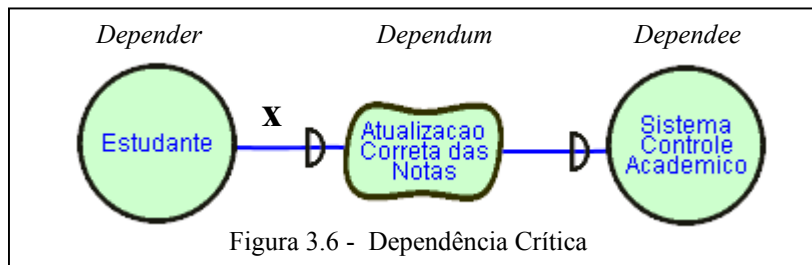 Depender Dependum Dependee
x
Estudante
Atualizacao
Correta das
Notas
Sistema
Controle
Academico
Figura 3.6 - Dependência Crítica